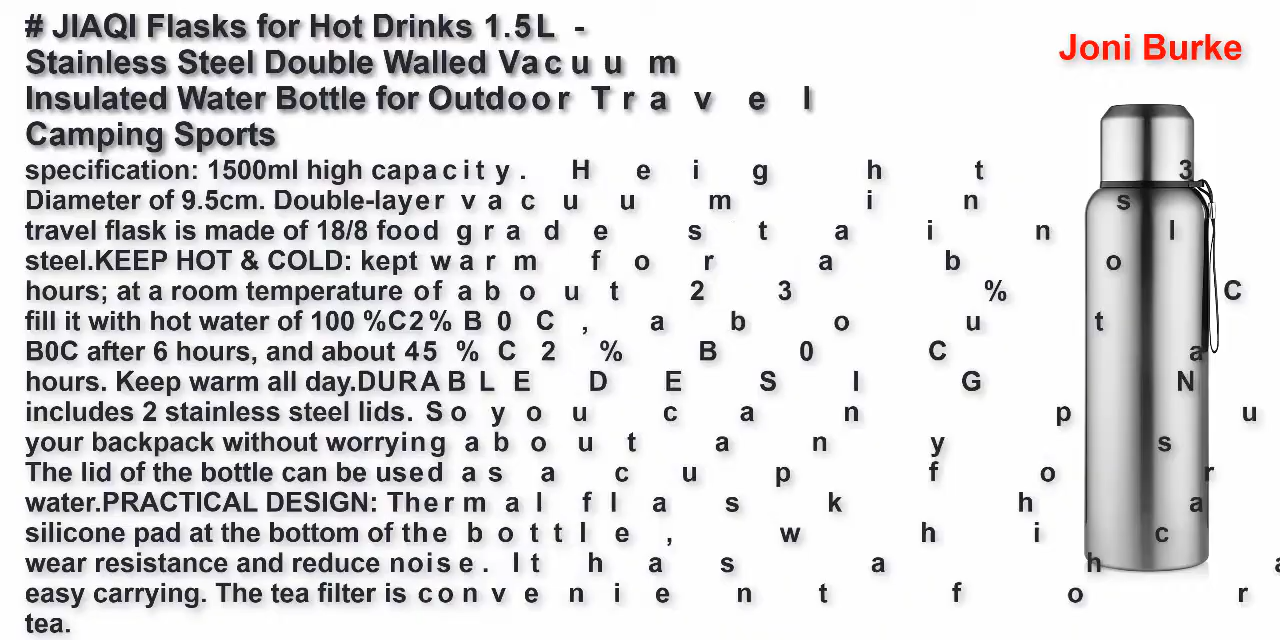 # JIAQI Flasks for Hot Drinks 1.5L -
Joni Burke
Stainless Steel Double Walled Vacuum
Insulated Water Bottle for Outdoor Travel
Camping Sports
specification: 1500ml high capacity. Height 3
Diameter of 9.5cm. Double-layer vacuum in s
travel flask is made of 18/8 food grade stainl
steel.KEEP HOT & COLD: kept warm for abo
hours; at a room temperature of about 23 %C
fill it with hot water of 100 %C2%B0C, about
B0C after 6 hours, and about 45 %C2%B0C a
hours. Keep warm all day.DURABLE DESIGN
includes 2 stainless steel lids. So you can pu
your backpack without worrying about any s
The lid of the bottle can be used as a cup for
water.PRACTICAL DESIGN: Thermal flask ha
silicone pad at the bottom of the bottle, whic
wear resistance and reduce noise. It has a ha
easy carrying. The tea filter is convenient for
tea.